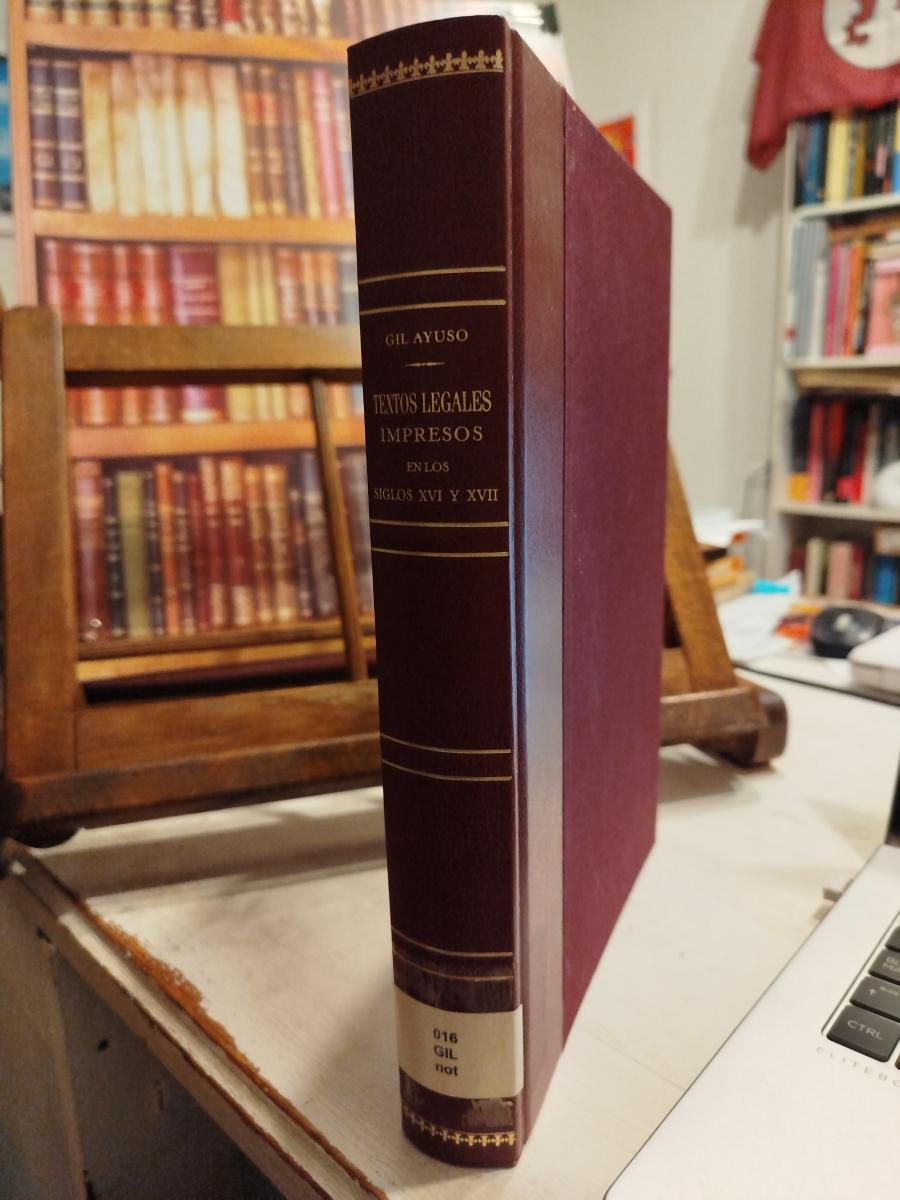 GIL AYUSO
TEXTOS LEGALES
IMPRESOS
EN LOS
SIGLOS XVI Y XVII
016
GIL
not
CTRL